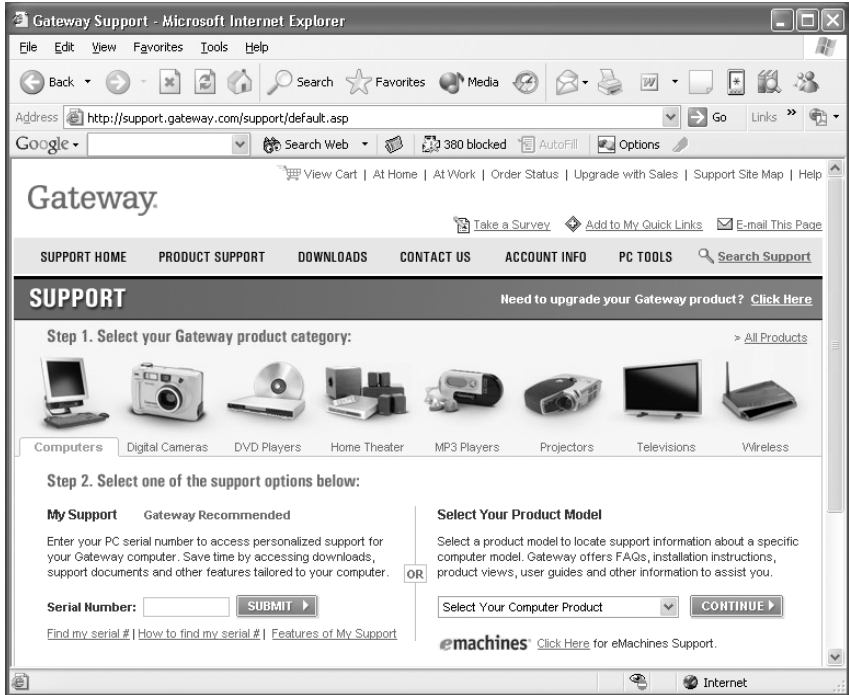 Gateway Support - Microsoft Internet Explorer
File Edit View Favorites Tools Help
Back Search Favorites Media
Address http://support.gateway.com/support/default.asp Go Links »
Google Search Web 380 blocked AutoFill Options
View Cart | At Home | At Work | Order Status | Upgrade with Sales | Support Site Map | Help
Gateway.
Take a Survey Add to My Quick Links E-mail This Page
SUPPORT HOME PRODUCT SUPPORT DOWNLOADS CONTACT US ACCOUNT INFO PC TOOLS Search Support
SUPPORT Need to upgrade your Gateway product? Click Here
Step 1. Select your Gateway product category: > All Products
Computers Digital Cameras DVD Players Home Theater MP3 Players Projectors Televisions Wireless
Step 2. Select one of the support options below:
My Support Gateway Recommended
Enter your PC serial number to access personalized support for
your Gateway computer. Save time by accessing downloads,
support documents and other features tailored to your computer.
Serial Number: SUBMIT
Find my serial # | How to find my serial # | Features of My Support
OR
Select Your Product Model
Select a product model to locate support information about a specific
computer model. Gateway offers FAQs, installation instructions,
product views, user guides and other information to assist you.
Select Your Computer Product CONTINUE
emachines Click Here for eMachines Support.
Internet